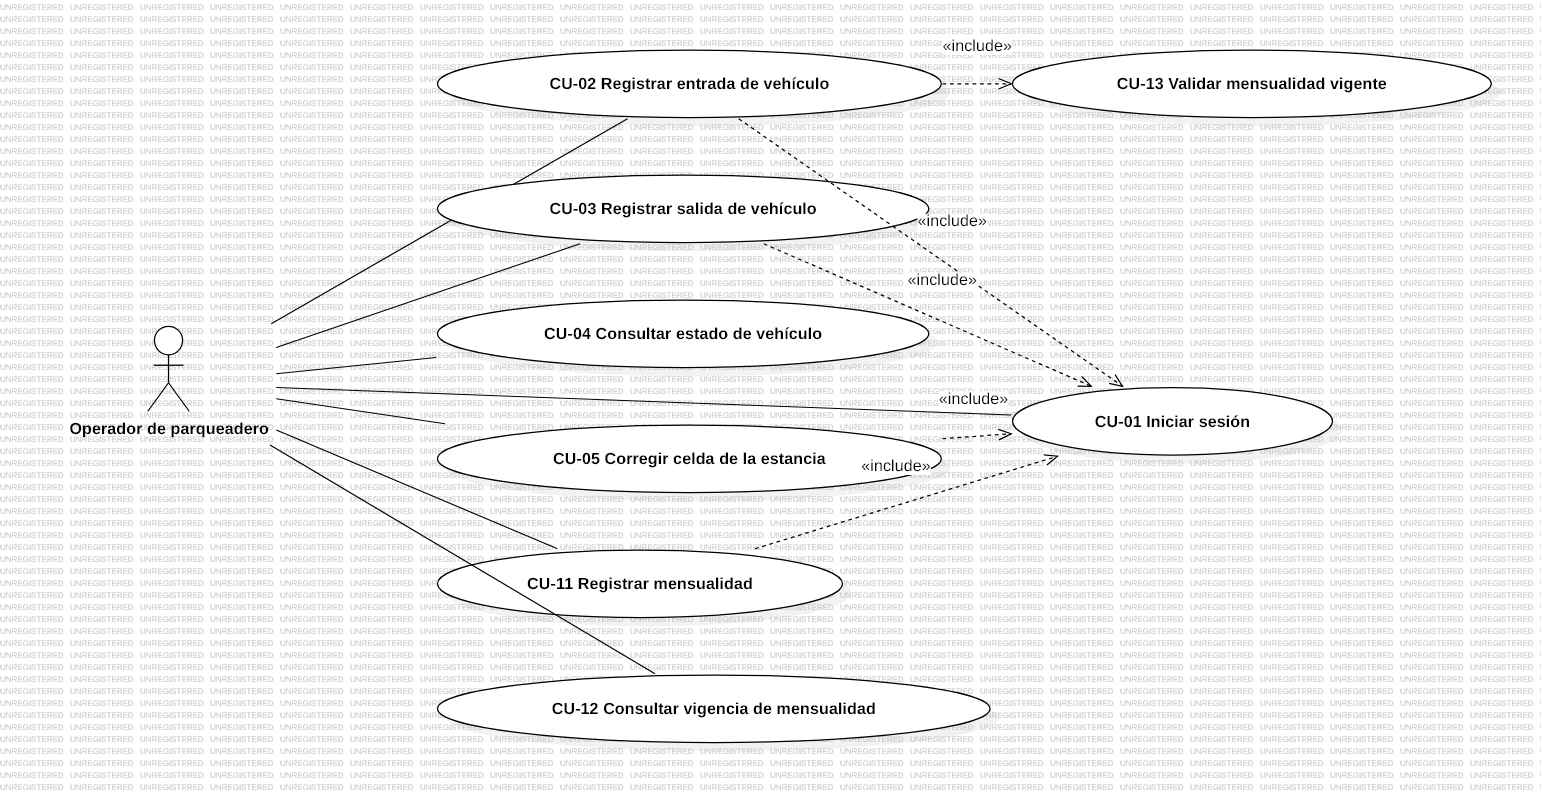 «include»
CU-02 Registrar entrada de vehículo
CU-13 Validar mensualidad vigente
CU-03 Registrar salida de vehículo
«include»
«include»
CU-04 Consultar estado de vehículo
«include»
CU-01 Iniciar sesión
Operador de parqueadero
CU-05 Corregir celda de la estancia
«include»
CU-11 Registrar mensualidad
CU-12 Consultar vigencia de mensualidad
UNREGISTERED